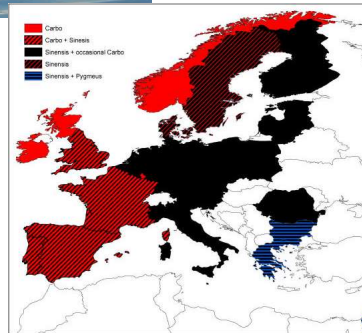 Carbo
Carbo + Sinesis
Sinensis + occasional Carbo
Sinensis
Sinensis + Pygmeus